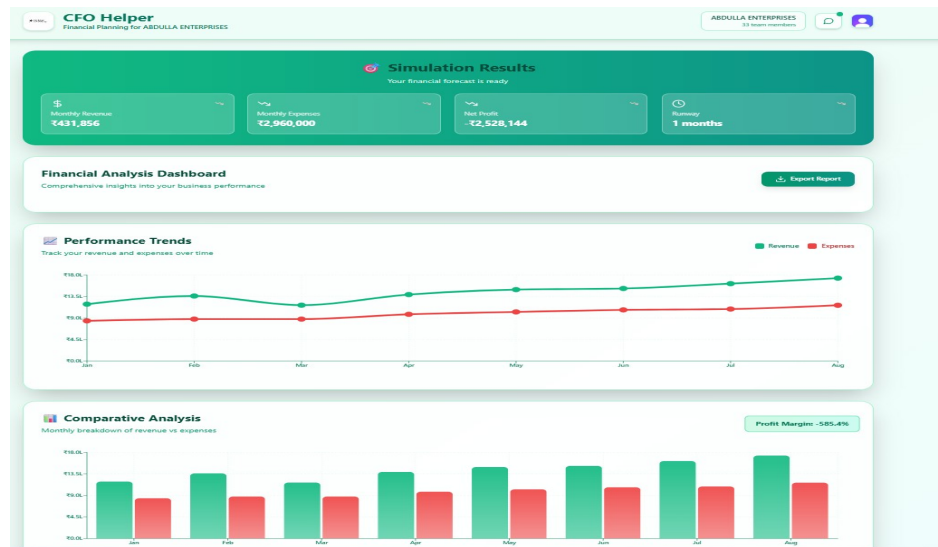 CFO Helper
Financial Planning for ABDULLA ENTERPRISES
ABDULLA ENTERPRISES
33 team members
Simulation Results
Your financial forecast is ready
Monthly Revenue
₹431,856
Monthly Expenses
₹2,960,000
Net Profit
-₹2,528,144
Runway
1 months
Financial Analysis Dashboard
Comprehensive insights into your business performance
Export Report
Performance Trends
Track your revenue and expenses over time
Revenue
Expenses
₹18.0L
₹13.5L
₹9.0L
₹4.5L
₹0.0L
Jan Feb Mar Apr May Jun Jul Aug
Comparative Analysis
Monthly breakdown of revenue vs expenses
Profit Margin: -585.4%
₹18.0L
₹13.5L
₹9.0L
₹4.5L
₹0.0L
Jan Feb Mar Apr May Jun Jul Aug